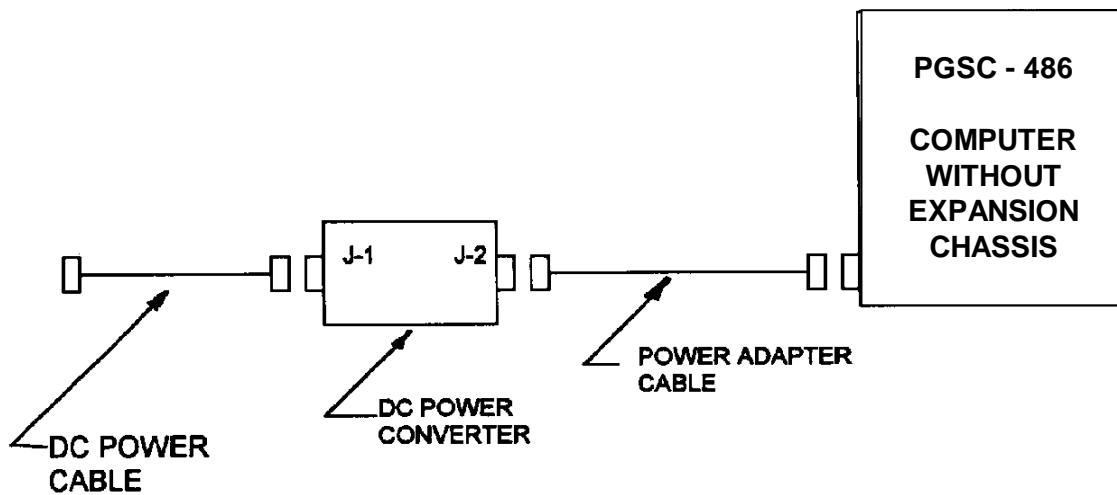 PGSC - 486
COMPUTER
WITHOUT
EXPANSION
CHASSIS
J-1
J-2
POWER ADAPTER
CABLE
DC POWER
CONVERTER
DC POWER
CABLE